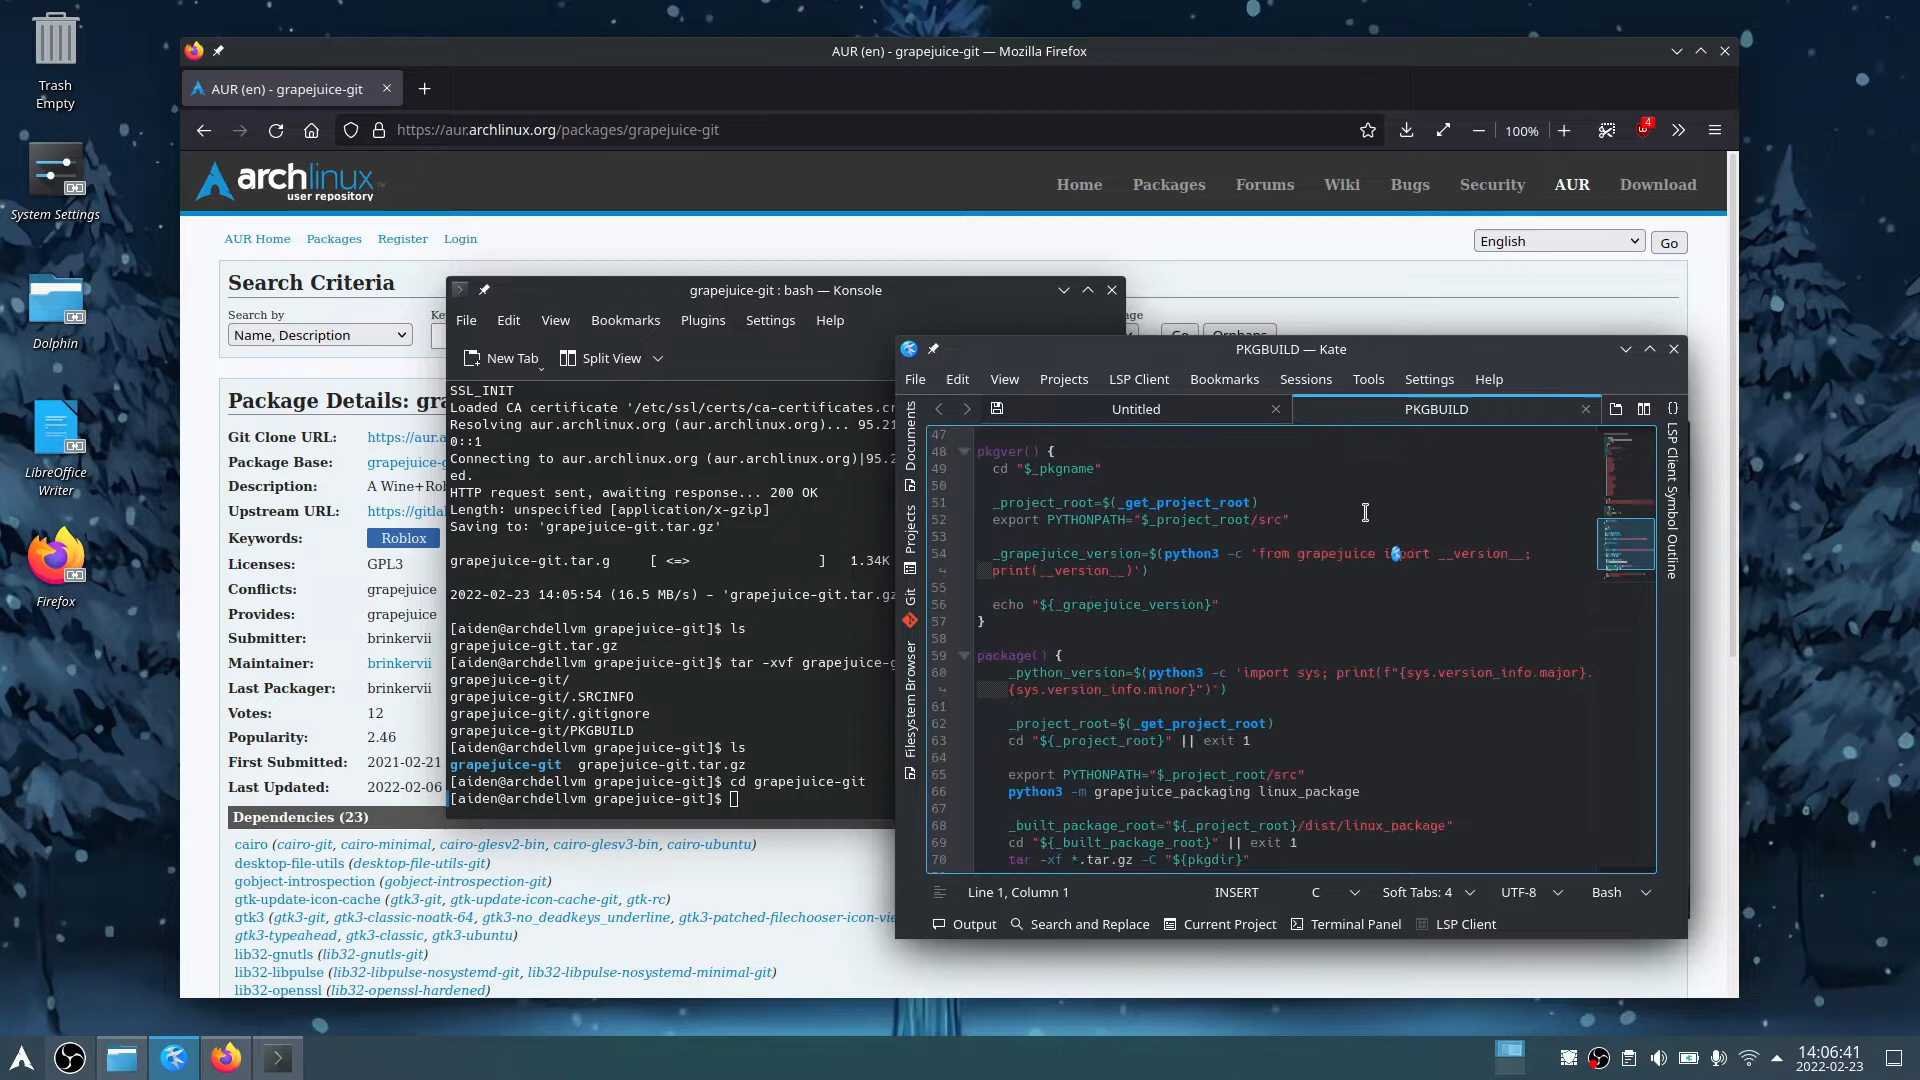 Trash
Empty
System Settings
Dolphin
LibreOffice
Writer
Firefox
AUR (en) - grapejuice-git — Mozilla Firefox
AUR (en) - grapejuice-git
https://aur.archlinux.org/packages/grapejuice-git
100%
4
archlinux
user repository
Home Packages Forums Wiki Bugs Security AUR Download
AUR Home Packages Register Login
English
Go
Search Criteria
Search by
Name, Description
Package Details: gra
Git Clone URL: https://aur.a
Package Base: grapejuice-g
Description: A Wine+Rol
Upstream URL: https://gitla
Keywords: Roblox
Licenses: GPL3
Conflicts: grapejuice
Provides: grapejuice
Submitter: brinkervii
Maintainer: brinkervii
Last Packager: brinkervii
Votes: 12
Popularity: 2.46
First Submitted: 2021-02-21
Last Updated: 2022-02-06
Dependencies (23)
cairo (cairo-git, cairo-minimal, cairo-glesv2-bin, cairo-glesv3-bin, cairo-ubuntu)
desktop-file-utils (desktop-file-utils-git)
gobject-introspection (gobject-introspection-git)
gtk-update-icon-cache (gtk3-git, gtk-update-icon-cache-git, gtk-rc)
gtk3 (gtk3-git, gtk3-classic-noatk-64, gtk3-no_deadkeys_underline, gtk3-patched-filechooser-icon-vie
gtk3-typeahead, gtk3-classic, gtk3-ubuntu)
lib32-gnutls (lib32-gnutls-git)
lib32-libpulse (lib32-libpulse-nosystemd-git, lib32-libpulse-nosystemd-minimal-git)
lib32-openssl (lib32-openssl-hardened)
grapejuice-git : bash — Konsole
File Edit View Bookmarks Plugins Settings Help
New Tab Split View
SSL_INIT
Loaded CA certificate '/etc/ssl/certs/ca-certificates.cr
Resolving aur.archlinux.org (aur.archlinux.org)... 95.21
0::1
Connecting to aur.archlinux.org (aur.archlinux.org)|95.2
ed.
HTTP request sent, awaiting response... 200 OK
Length: unspecified [application/x-gzip]
Saving to: 'grapejuice-git.tar.gz'
grapejuice-git.tar.g [ <=> ] 1.34K
2022-02-23 14:05:54 (16.5 MB/s) - 'grapejuice-git.tar.gz
[aiden@archdellvm grapejuice-git]$ ls
grapejuice-git.tar.gz
[aiden@archdellvm grapejuice-git]$ tar -xvf grapejuice-g
grapejuice-git/
grapejuice-git/.SRCINFO
grapejuice-git/.gitignore
grapejuice-git/PKGBUILD
[aiden@archdellvm grapejuice-git]$ ls
grapejuice-git grapejuice-git.tar.gz
[aiden@archdellvm grapejuice-git]$ cd grapejuice-git
[aiden@archdellvm grapejuice-git]$
PKGBUILD — Kate
File Edit View Projects LSP Client Bookmarks Sessions Tools Settings Help
Untitled PKGBUILD
Documents
Projects
Git
Filesystem Browser
LSP Client Symbol Outline
47
48 pkgver() {
49 cd "$_pkgname"
50
51 _project_root=$(_get_project_root)
52 export PYTHONPATH="$_project_root/src"
53
54 _grapejuice_version=$(python3 -c 'from grapejuice import __version__;
print(__version__)')
55
56 echo "${_grapejuice_version}"
57 }
58
59 package() {
60 _python_version=$(python3 -c 'import sys; print(f"{sys.version_info.major}.
{sys.version_info.minor}")')
61
62 _project_root=$(_get_project_root)
63 cd "${_project_root}" || exit 1
64
65 export PYTHONPATH="$_project_root/src"
66 python3 -m grapejuice_packaging linux_package
67
68 _built_package_root="${_project_root}/dist/linux_package"
69 cd "${_built_package_root}" || exit 1
70 tar -xf *.tar.gz -C "${pkgdir}"
Line 1, Column 1 INSERT C Soft Tabs: 4 UTF-8 Bash
Output Search and Replace Current Project Terminal Panel LSP Client
14:06:41
2022-02-23